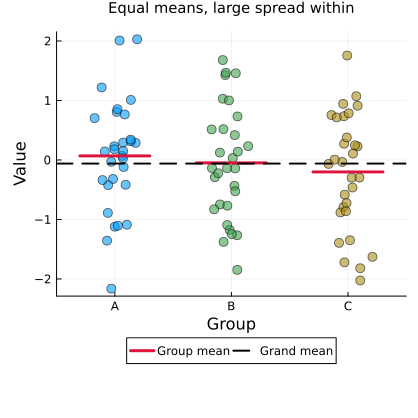 Equal means, large spread within
2
1
0
−1
−2
Value
A B C
Group
Group mean Grand mean